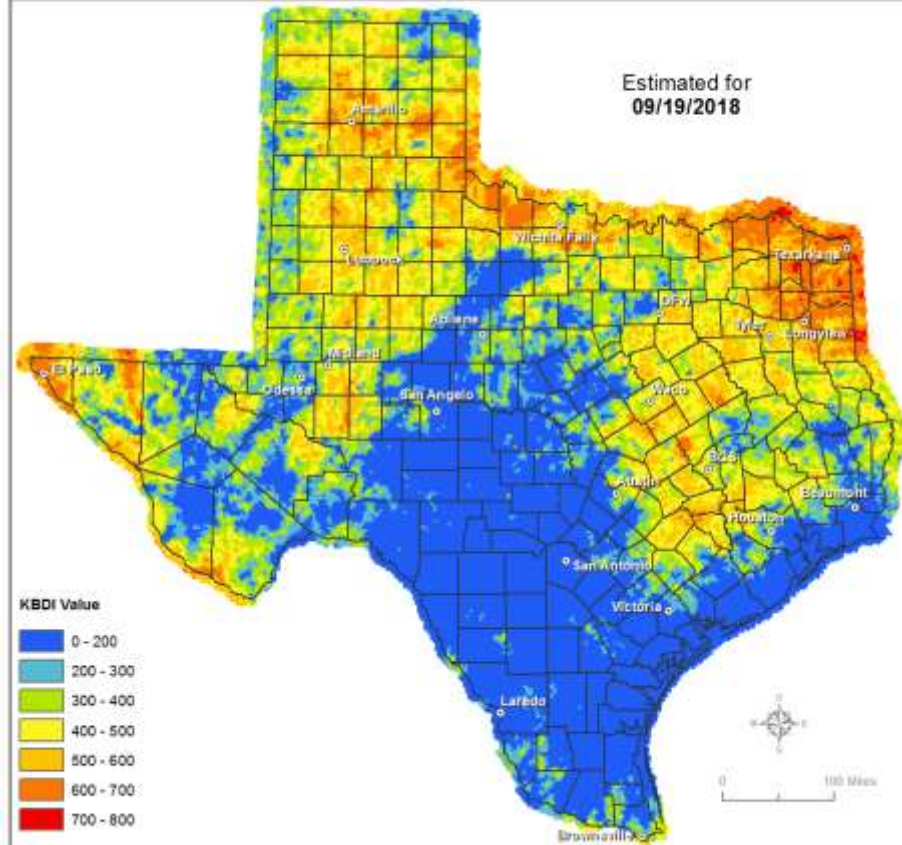 Estimated for
09/19/2018
Amarillo
Wichita Falls
Texarkana
Lubbock
DFW
Abilene
Tyler
Longview
Midland
El Paso
Odessa
San Angelo
Waco
BCS
Austin
Beaumont
Houston
San Antonio
Victoria
KBDI Value
0 - 200
200 - 300
300 - 400
400 - 500
500 - 600
600 - 700
700 - 800
Laredo
0
100 Miles
Brownsville